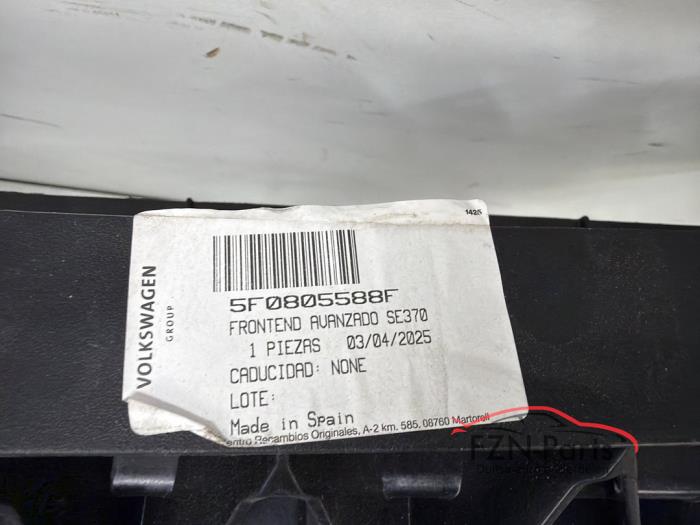 1425
VOLKSWAGEN
GROUP
5F0805588F
FRONTEND AVANZADO SE370
1 PIEZAS 03/04/2025
CADUCIDAD: NONE
LOTE:
Made in Spain
entro Recambios Originales, A-2 km. 585, 08760 Martorell
FZN-Parts